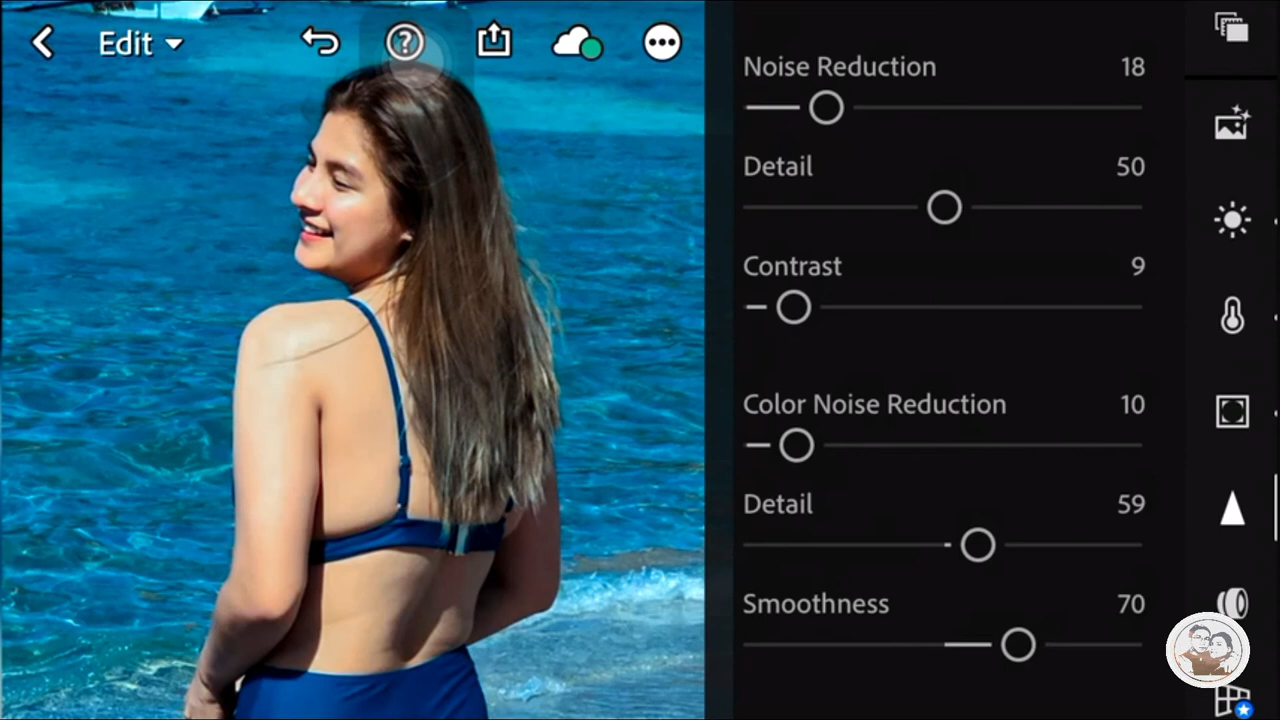 Edit
Noise Reduction 18
Detail 50
Contrast 9
Color Noise Reduction 10
Detail 59
Smoothness 70